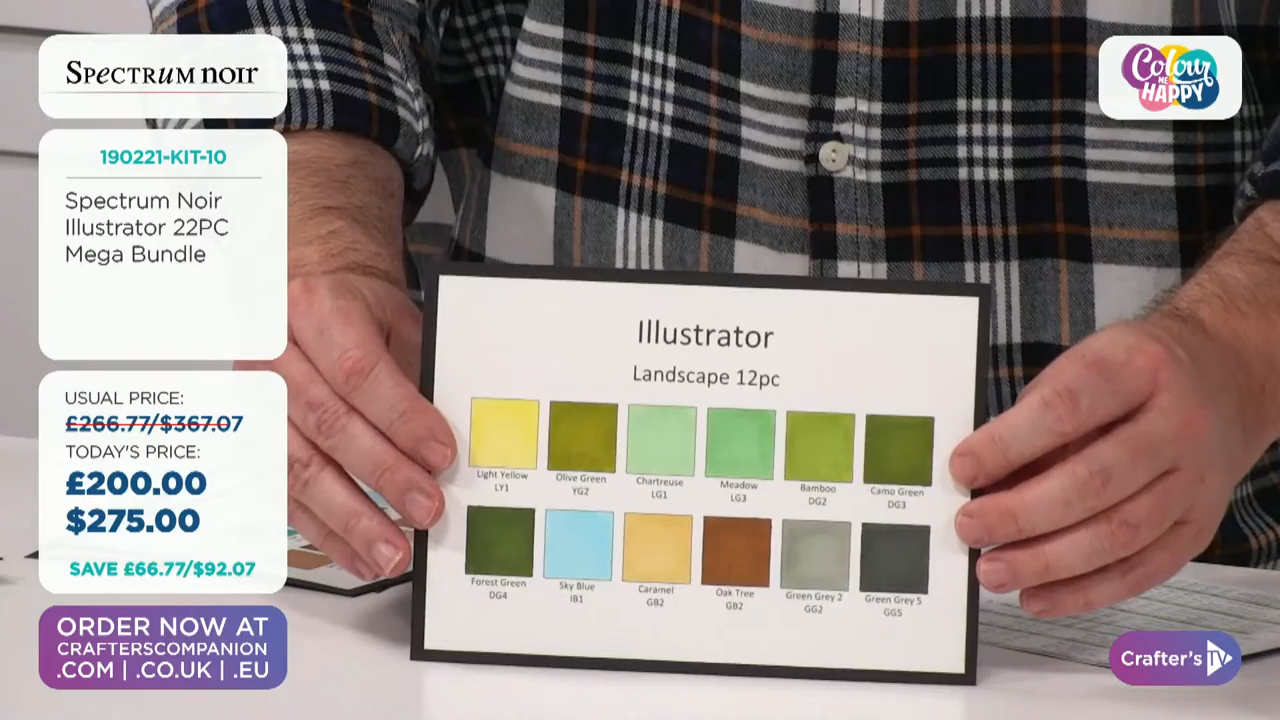 SPECTRUM noir
190221-KIT-10
Spectrum Noir
Illustrator 22PC
Mega Bundle
USUAL PRICE:
£266.77/$367.07
TODAY'S PRICE:
£200.00
$275.00
SAVE £66.77/$92.07
ORDER NOW AT
CRAFTERSCOMPANION
.COM | .CO.UK | .EU
Colour
ME
HAPPY
Illustrator
Landscape 12pc
Light Yellow
LY1
Olive Green
YG2
Chartreuse
LG1
Meadow
LG3
Bamboo
DG2
Camo Green
DG3
Forest Green
DG4
Sky Blue
IB1
Caramel
GB2
Oak Tree
GB2
Green Grey 2
GG2
Green Grey 5
GG5
Crafter's TV